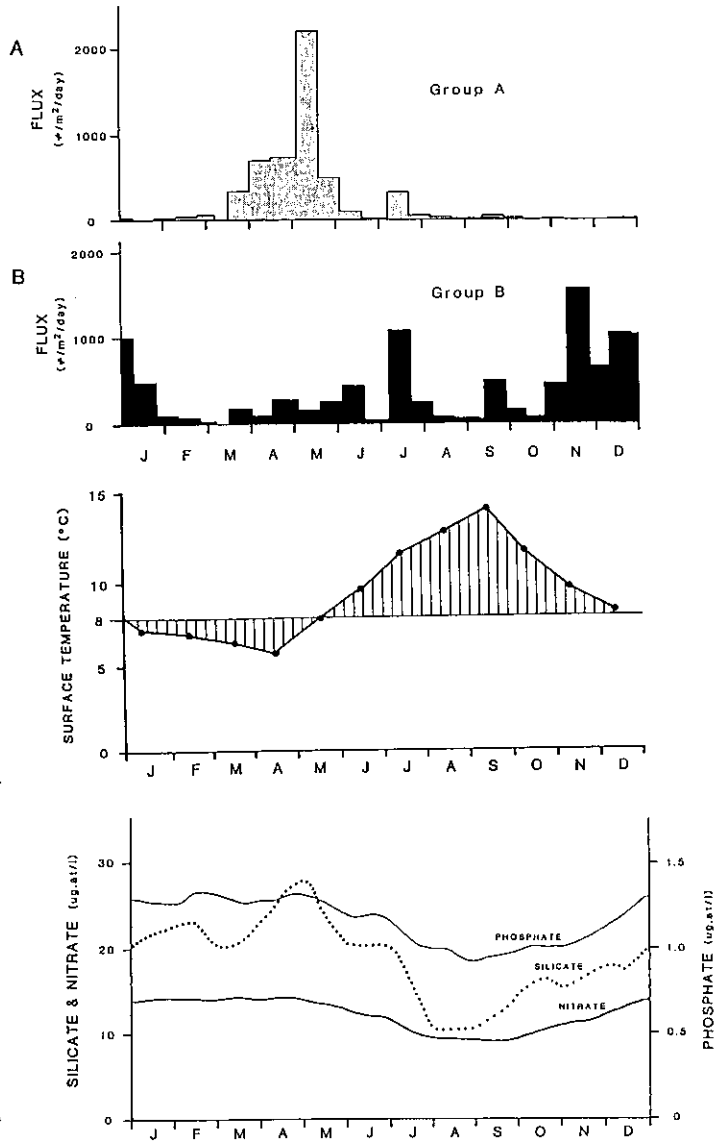 A
Group A
FLUX
(#/m²/day)
2000
1000
0
B
Group B
FLUX
(#/m²/day)
2000
1000
0
J F M A M J J A S O N D
SURFACE TEMPERATURE (°C)
15
10
8
5
0
J F M A M J J A S O N D
SILICATE & NITRATE (ug.at/l)
30
20
10
0
PHOSPHATE
SILICATE
NITRATE
1.5
1.0
0.5
0
PHOSPHATE (ug.at/l)
J F M A M J J A S O N D